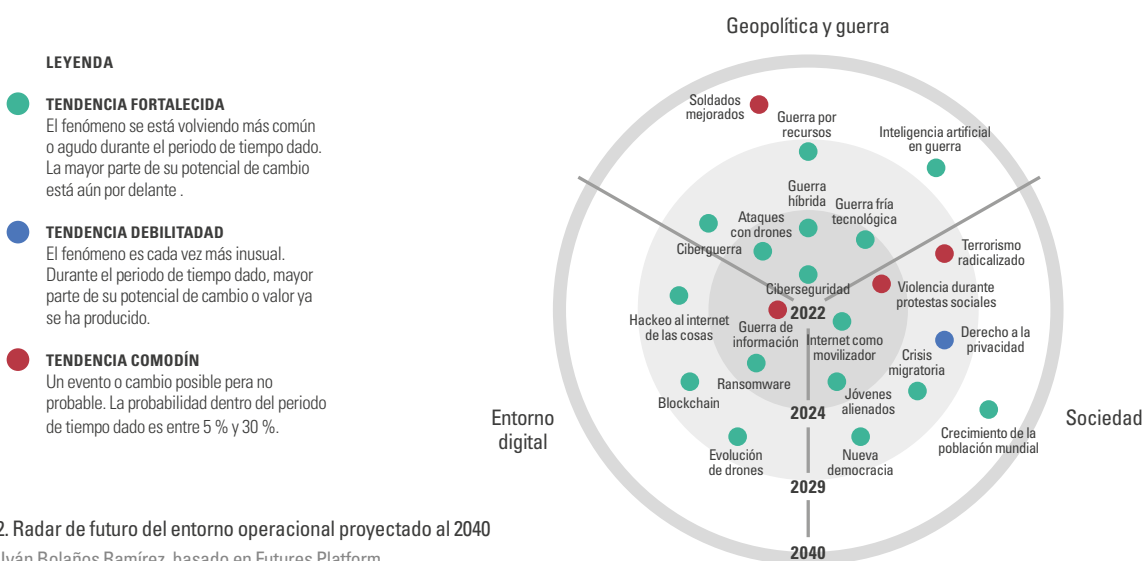 Geopolítica y guerra
LEYENDA
TENDENCIA FORTALECIDA
El fenómeno se está volviendo más común
o agudo durante el periodo de tiempo dado.
La mayor parte de su potencial de cambio
está aún por delante .
TENDENCIA DEBILITADAD
El fenómeno es cada vez más inusual.
Durante el periodo de tiempo dado, mayor
parte de su potencial de cambio o valor ya
se ha producido.
TENDENCIA COMODÍN
Un evento o cambio posible pera no
probable. La probabilidad dentro del periodo
de tiempo dado es entre 5 % y 30 %.
Soldados
mejorados
Guerra por
recursos
Inteligencia artificial
en guerra
Guerra
híbrida
Guerra fría
tecnológica
Ataques
con drones
Ciberguerra
Ciberseguridad
Terrorismo
radicalizado
Violencia durante
protestas sociales
2022
Hackeo al internet
de las cosas
Guerra de
información
Internet como
movilizador
Derecho a la
privacidad
Crisis
migratoria
Ransomware
Blockchain
Jóvenes
alienados
2024
Entorno
digital
Sociedad
Crecimiento de la
población mundial
Evolución
de drones
Nueva
democracia
2029
2040
2. Radar de futuro del entorno operacional proyectado al 2040
Iván Bolaños Ramírez, basado en Futures Platform